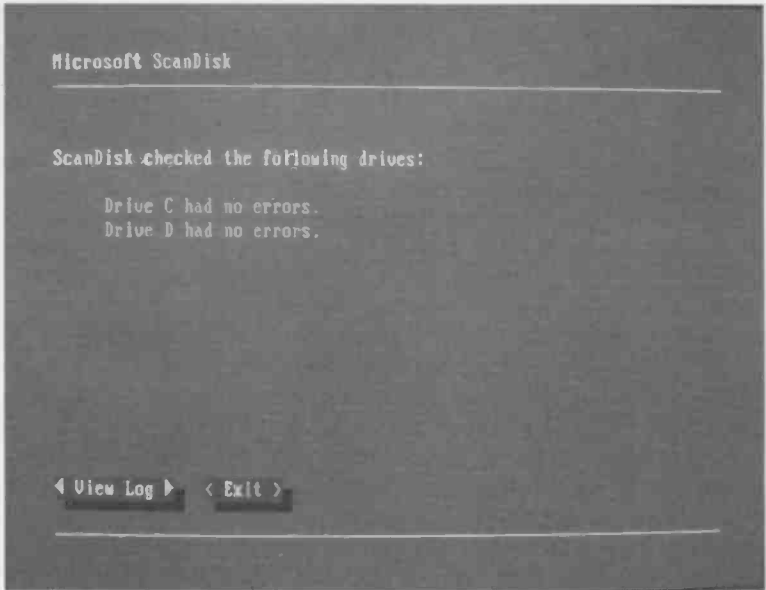 Microsoft ScanDisk
ScanDisk checked the following drives:
Drive C had no errors.
Drive D had no errors.
◄ View Log ► < Exit >